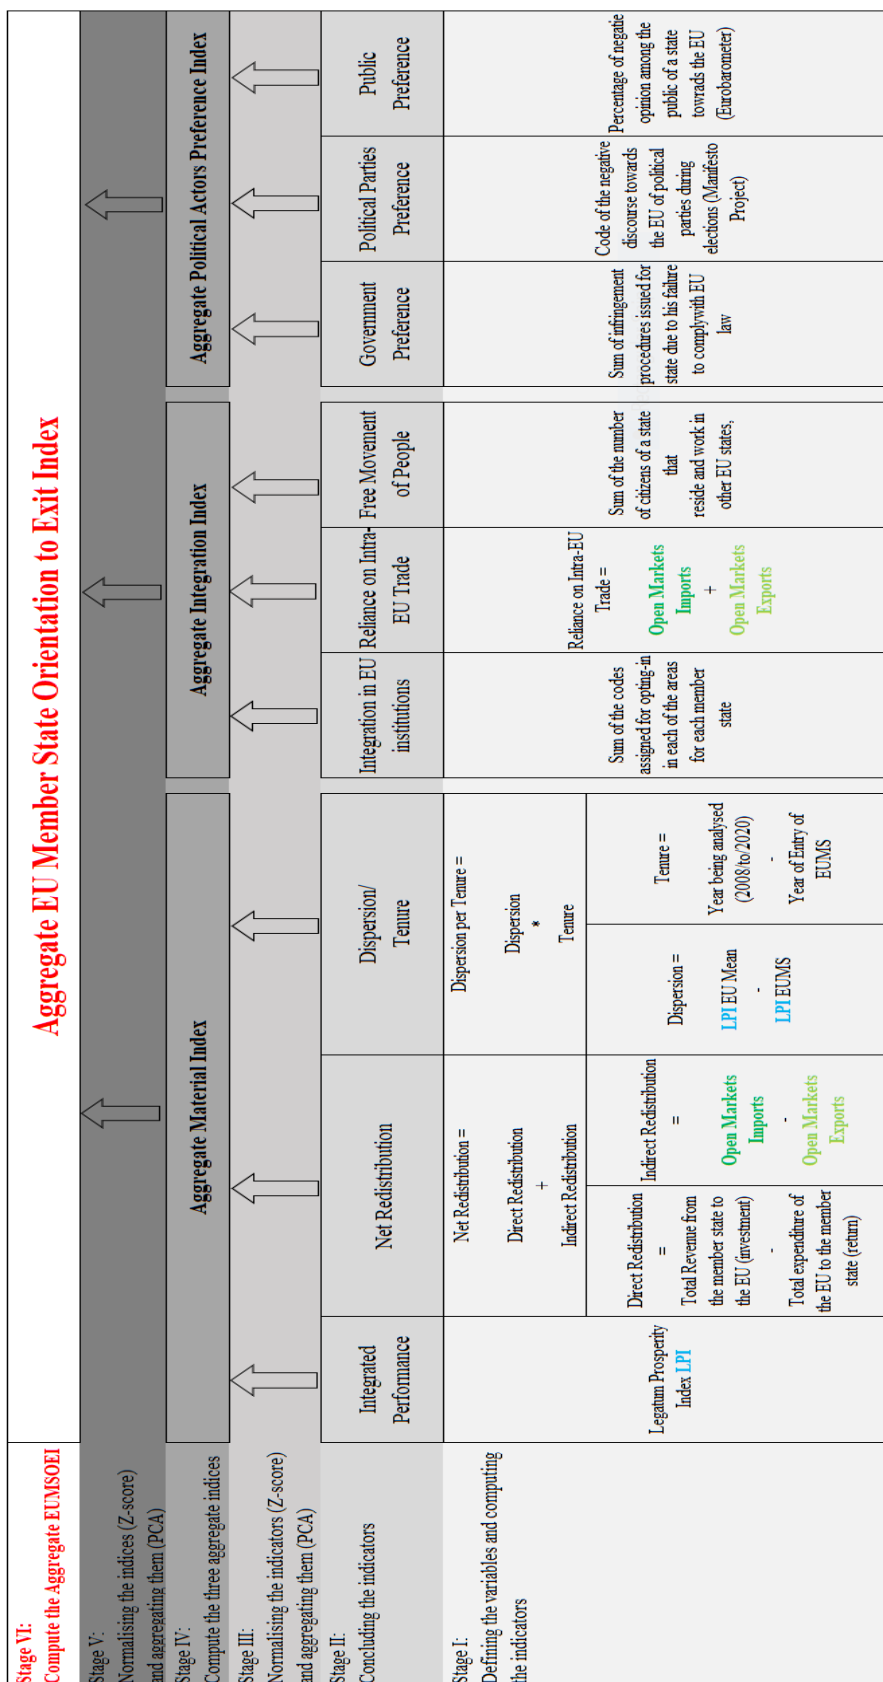 Stage VI:
Compute the Aggregate EUMSOEI
Aggregate EU Member State Orientation to Exit Index
Stage V:
Normalising the indices (Z-score)
and aggregating them (PCA)
Stage IV:
Compute the three aggregate indices
Aggregate Material Index
Aggregate Integration Index
Aggregate Political Actors Preference Index
Stage III:
Normalising the indicators (Z-score)
and aggregating them (PCA)
Stage II:
Concluding the indicators
Integrated
Performance
Net Redistribution
Dispersion/
Tenure
Integration in EU
institutions
Reliance on Intra-
EU Trade
Free Movement
of People
Government
Preference
Political Parties
Preference
Public
Preference
Stage I:
Defining the variables and computing
the indicators
Legatum Prosperity
Index LPI
Net Redistribution =
Direct Redistribution
+
Indirect Redistribution
Direct Redistribution
=
Total Revenue from
the member state to
the EU (investment)
-
Total expenditure of
the EU to the member
state (return)
Indirect Redistribution
=
Open Markets
Imports
-
Open Markets
Exports
Dispersion per Tenure =
Dispersion
*
Tenure
Dispersion =
LPI EU Mean
-
LPI EUMS
Tenure =
Year being analysed
(2008/to/2020)
-
Year of Entry of
EUMS
Sum of the codes
assigned for opting-in
in each of the areas
for each member
state
Reliance on Intra-EU
Trade =
Open Markets
Imports
+
Open Markets
Exports
Sum of the number
of citizens of a state
that
reside and work in
other EU states,
Sum of infringement
procedures issued for
state due to his failure
to complywith EU
law
Code of the negative
discourse towards
the EU of political
parties during
elections (Manifesto
Project)
Percentage of negatie
opinion among the
public of a state
towrads the EU
(Eurobarometer)